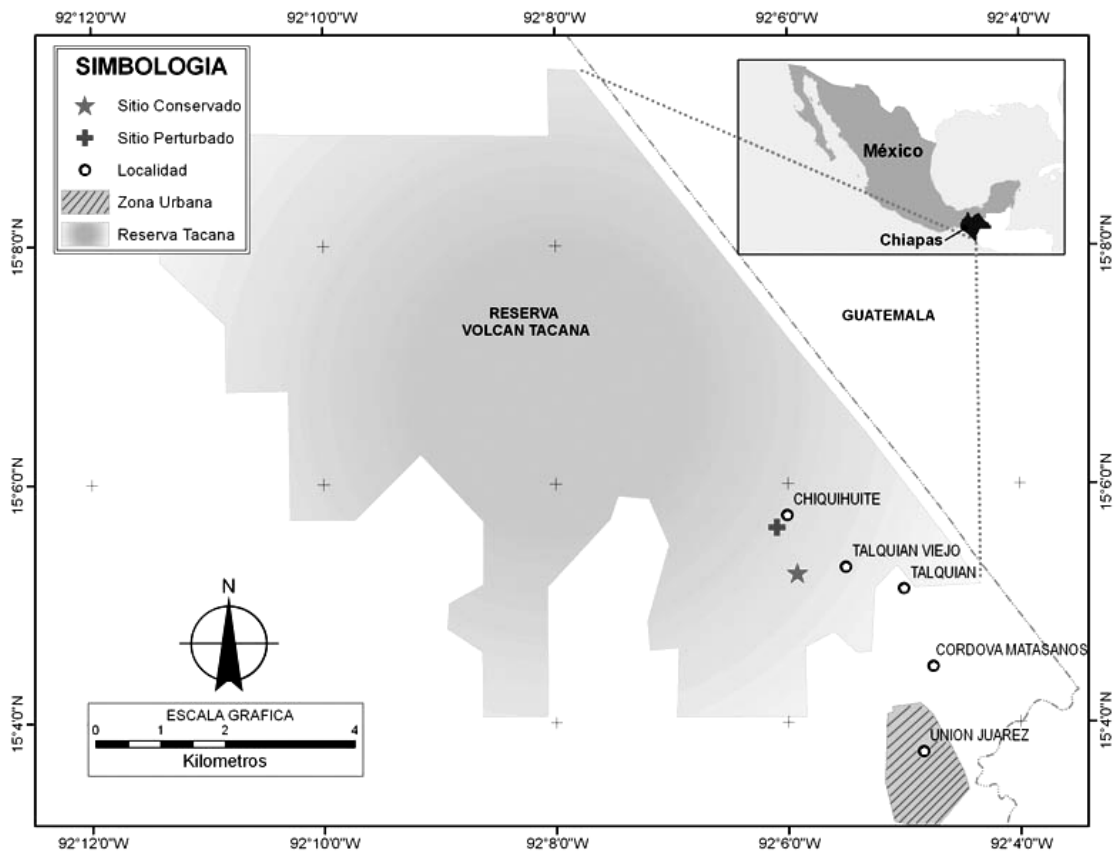 92°12'0"W 92°10'0"W 92°8'0"W 92°6'0"W 92°4'0"W
SIMBOLOGIA
Sitio Conservado
Sitio Perturbado
Localidad
Zona Urbana
Reserva Tacana
México
Chiapas
15°8'0"N 15°8'0"N
RESERVA
VOLCAN TACANA
GUATEMALA
15°6'0"N 15°6'0"N
CHIQUIHUITE
TALQUIAN VIEJO
TALQUIAN
N
CORDOVA MATASANOS
ESCALA GRAFICA
0 1 2 4
Kilometros
15°4'0"N 15°4'0"N
UNION JUAREZ
92°12'0"W 92°10'0"W 92°8'0"W 92°6'0"W 92°4'0"W